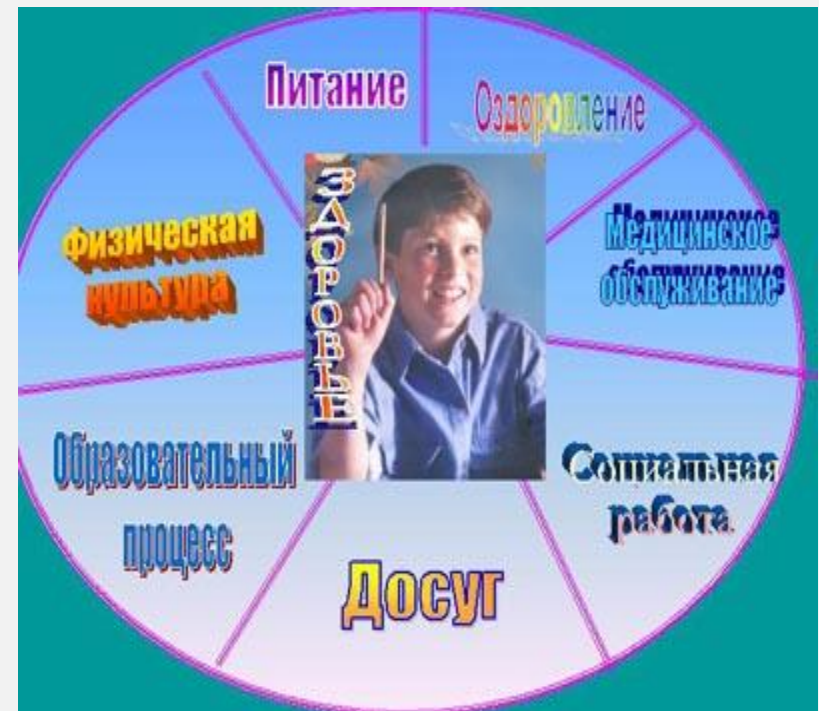 Питание
Оздоровление
ЗДОРОВЬЕ
Физическая
культура
Медицинское
обслуживание
Образовательный
процесс
Социальная
работа
Досуг